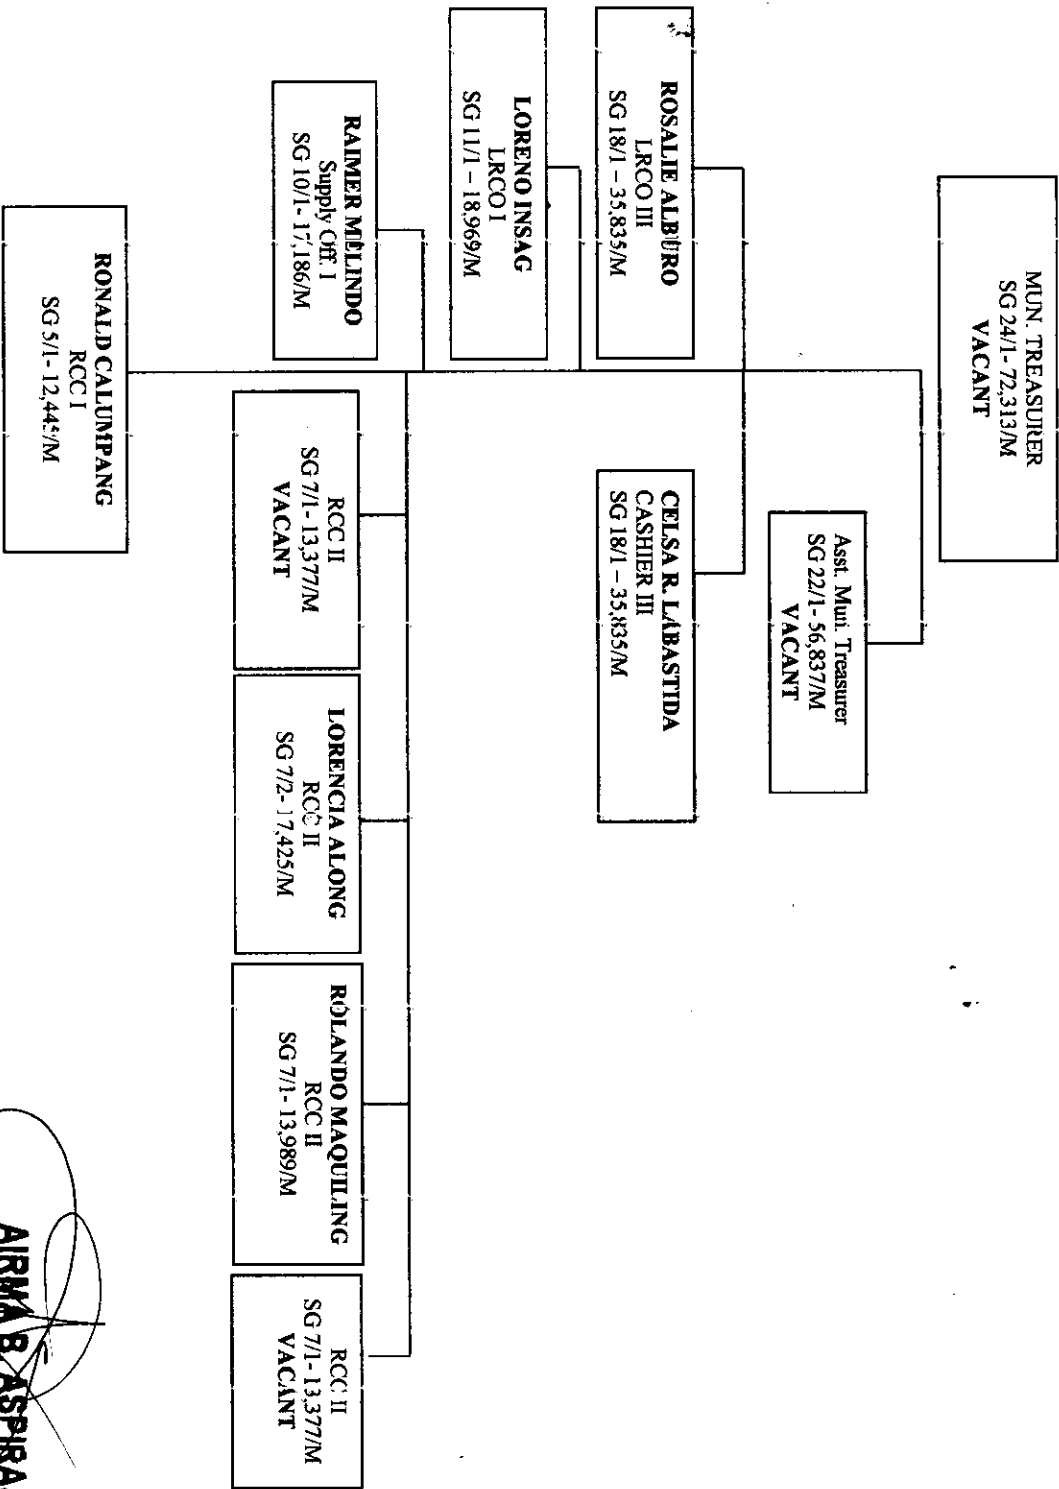 MUN. TREASURER
SG 24/1- 72,313/M
VACANT
Asst. Mun. Treasurer
SG 22/1- 56,837/M
VACANT
ROSALIE ALBURO
LRCO III
SG 18/1 – 35,835/M
CELSA R. LABASTIDA
CASHIER III
SG 18/1 – 35,835/M
LORENO INSAG
LRCO I
SG 11/1 – 18,969/M
RAIMER MELINDO
Supply Off. I
SG 10/1- 17,186/M
RCC II
SG 7/1- 13,377/M
VACANT
LORENCIA ALONG
RCC II
SG 7/2- 17,425/M
ROLANDO MAQUILING
RCC II
SG 7/1- 13,989/M
RCC II
SG 7/1- 13,377/M
VACANT
RONALD CALUMPANG
RCC I
SG 5/1- 12,445/M
AIRMA B. ASPIRA